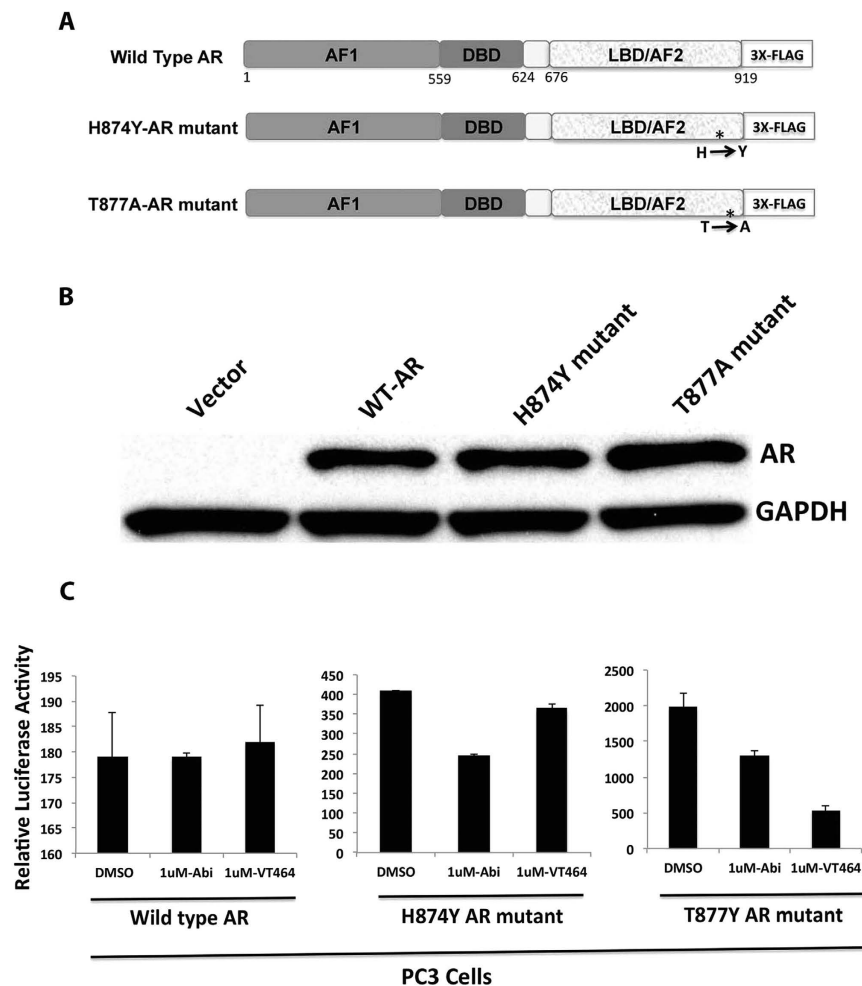 A
Wild Type AR AF1 DBD LBD/AF2 3X-FLAG
1 559 624 676 919
H874Y-AR mutant AF1 DBD LBD/AF2 * 3X-FLAG
H → Y
T877A-AR mutant AF1 DBD LBD/AF2 * 3X-FLAG
T → A
B
Vector WT-AR H874Y mutant T877A mutant
AR
GAPDH
C
Relative Luciferase Activity
195
190
185
180
175
170
165
160
DMSO 1uM-Abi 1uM-VT464
Wild type AR
450
400
350
300
250
200
150
100
50
0
DMSO 1uM-Abi 1uM-VT464
H874Y AR mutant
2500
2000
1500
1000
500
0
DMSO 1uM-Abi 1uM-VT464
T877Y AR mutant
PC3 Cells